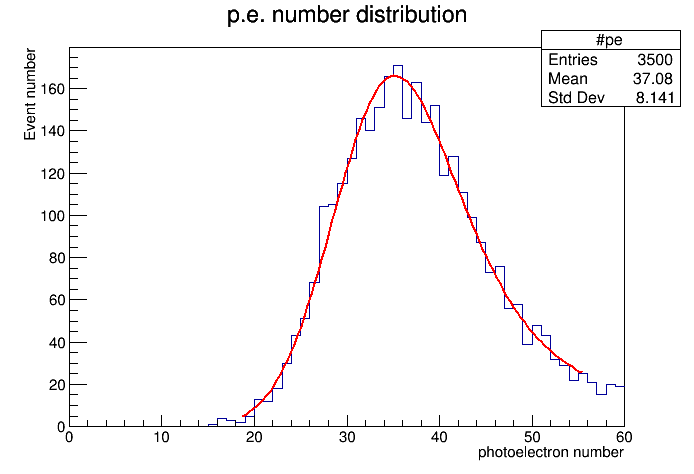 p.e. number distribution
#pe
Entries 3500
Mean 37.08
Std Dev 8.141
Event number
160
140
120
100
80
60
40
20
0
0 10 20 30 40 50 60
photoelectron number